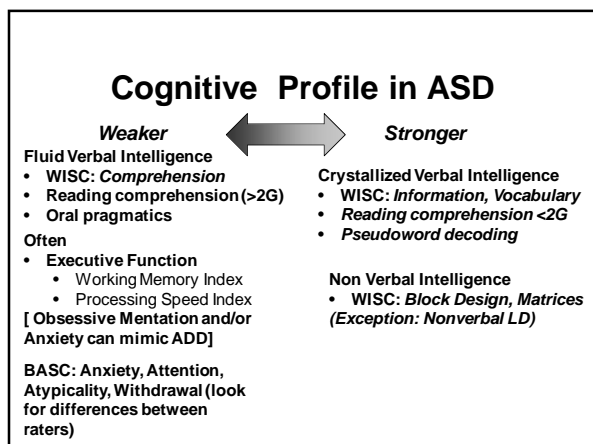 Cognitive Profile in ASD
Weaker
Fluid Verbal Intelligence
• WISC: Comprehension
• Reading comprehension (>2G)
• Oral pragmatics
Often
• Executive Function
• Working Memory Index
• Processing Speed Index
[ Obsessive Mentation and/or
Anxiety can mimic ADD]
BASC: Anxiety, Attention,
Atypicality, Withdrawal (look
for differences between
raters)
Stronger
Crystallized Verbal Intelligence
• WISC: Information, Vocabulary
• Reading comprehension <2G
• Pseudoword decoding
Non Verbal Intelligence
• WISC: Block Design, Matrices
(Exception: Nonverbal LD)